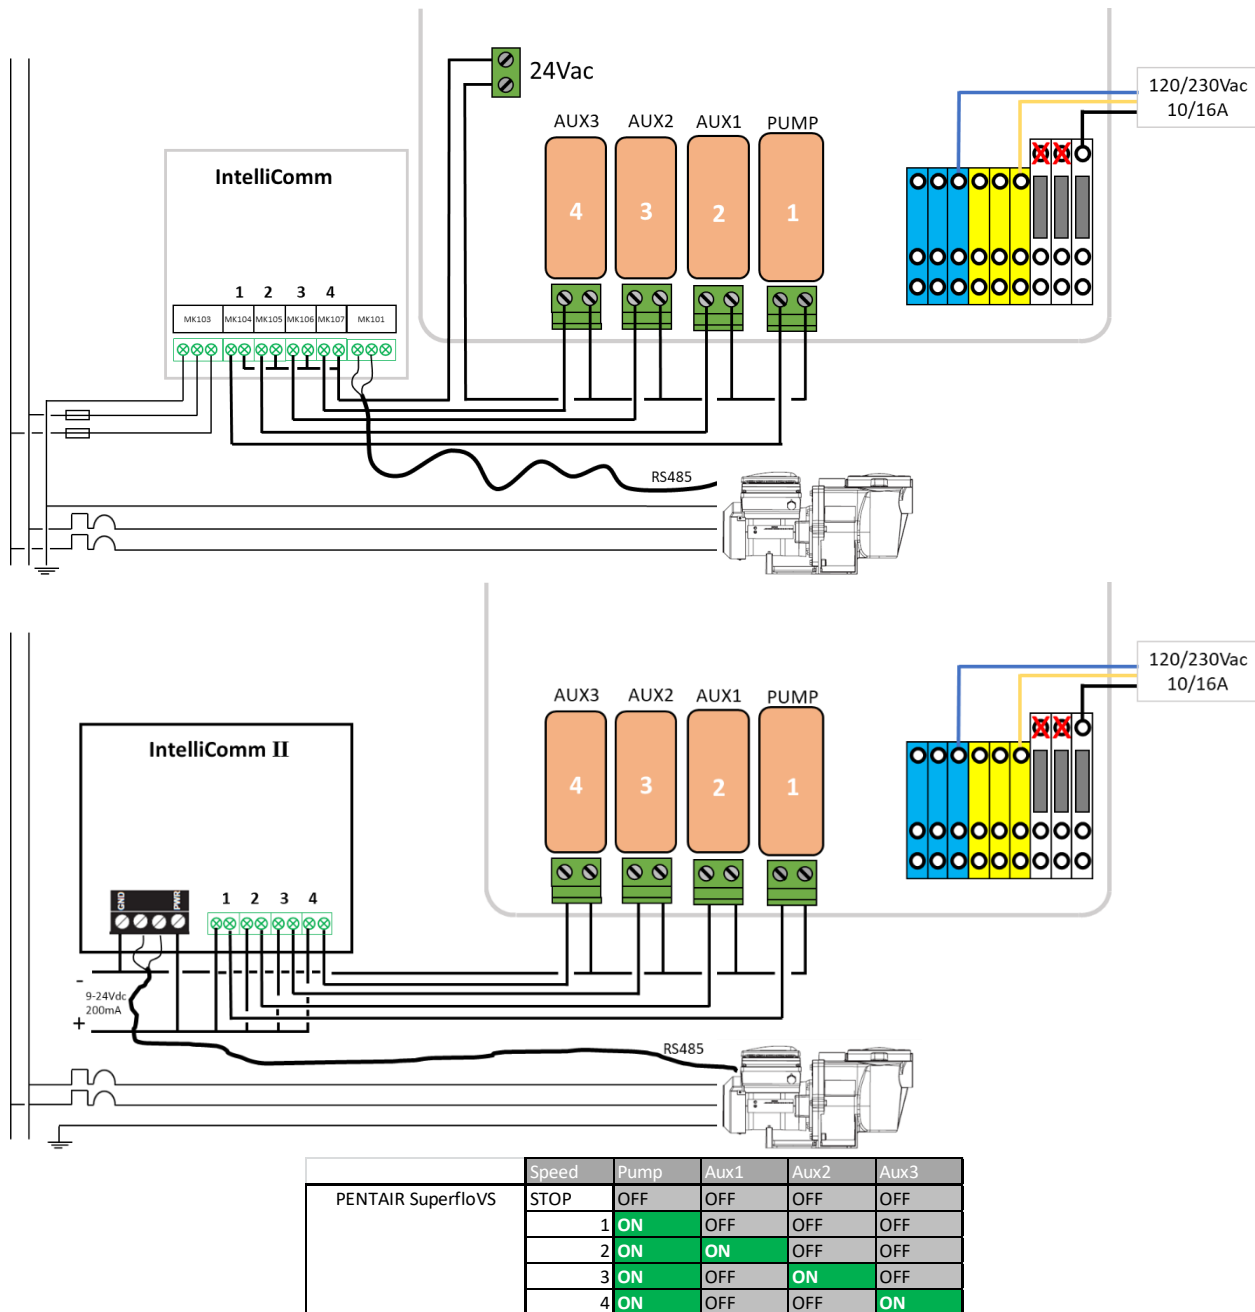 24Vac
120/230Vac
10/16A
AUX3 AUX2 AUX1 PUMP
IntelliComm
4 3 2 1
1 2 3 4
MK103 MK104 MK105 MK106 MK107 MK101
RS485
120/230Vac
10/16A
AUX3 AUX2 AUX1 PUMP
IntelliComm II
4 3 2 1
GND PWR
1 2 3 4
-
9-24Vdc
200mA
+
RS485
Speed Pump Aux1 Aux2 Aux3
PENTAIR SuperfloVS STOP OFF OFF OFF OFF
1 ON OFF OFF OFF
2 ON ON OFF OFF
3 ON OFF ON OFF
4 ON OFF OFF ON